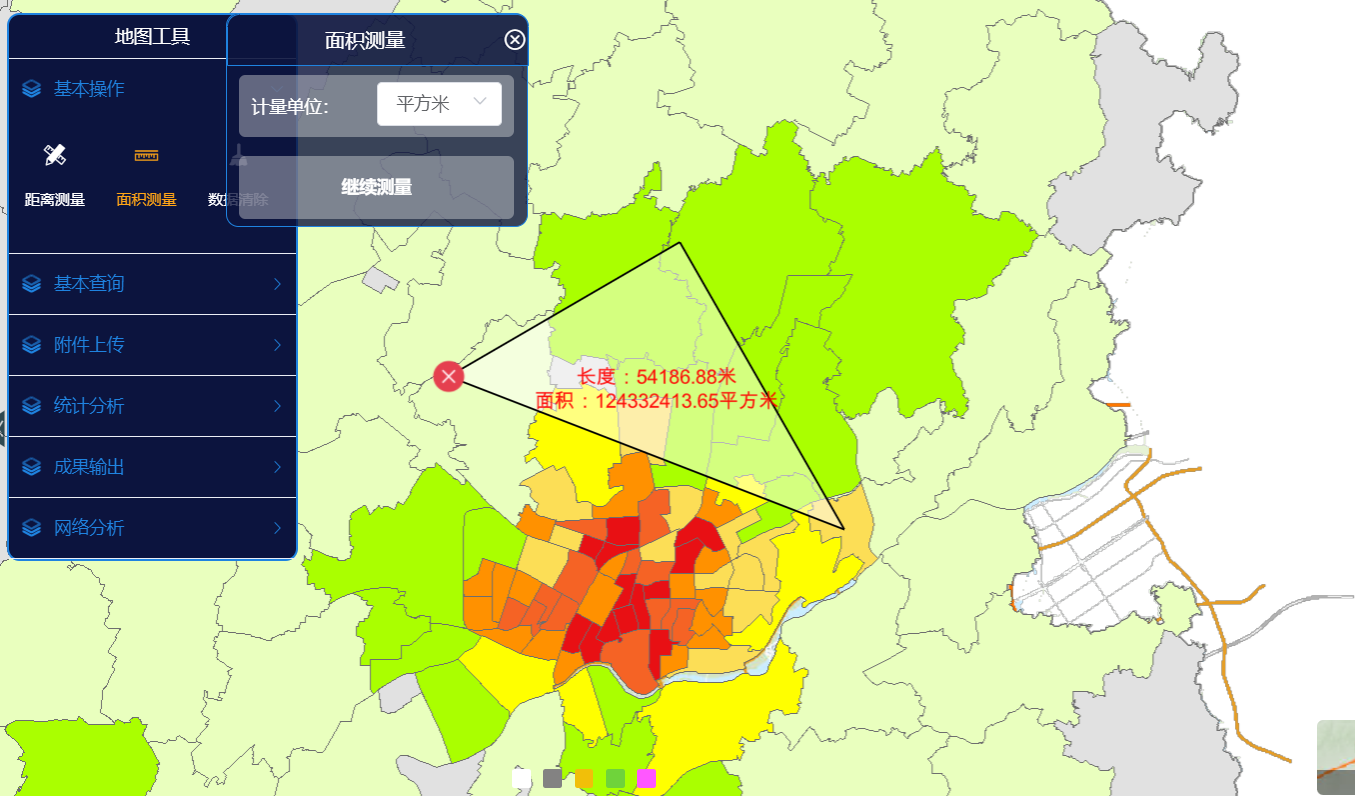 地图工具
面积测量
基本操作
计量单位：
平方米
继续测量
距离测量
面积测量
数据清除
基本查询
附件上传
统计分析
成果输出
网络分析
长度：54186.88米
面积：124332413.65平方米